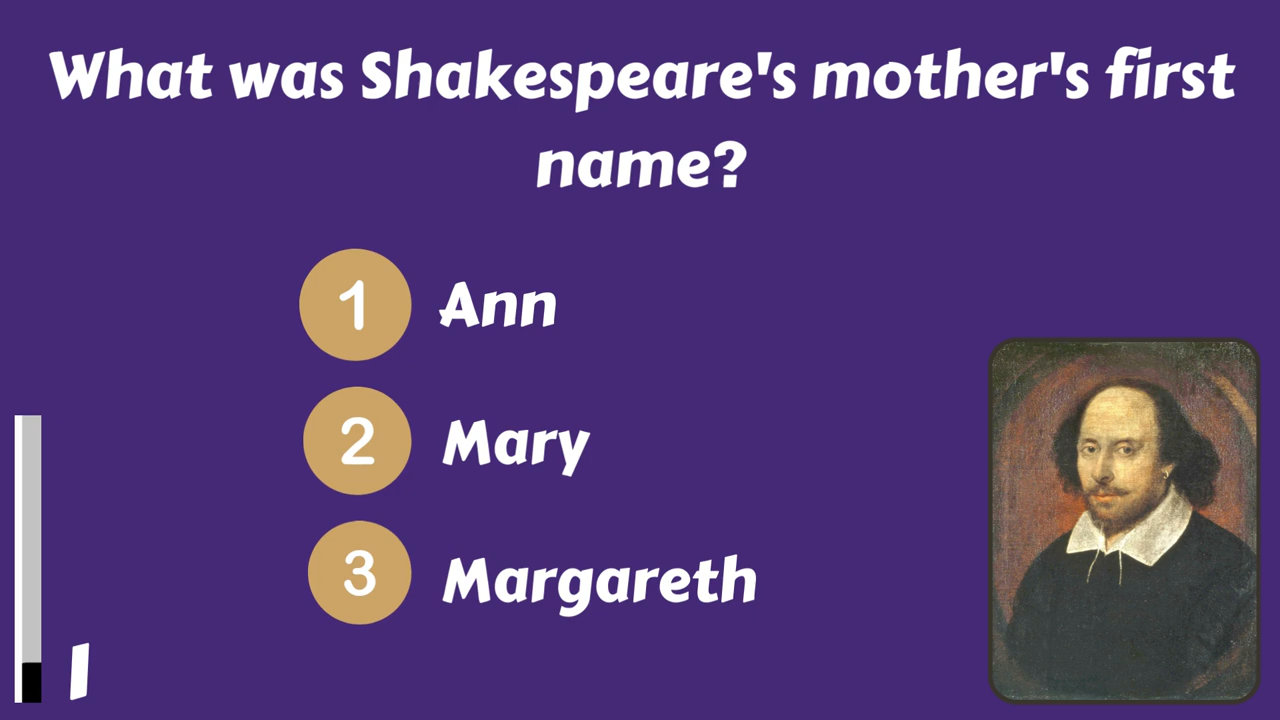 What was Shakespeare's mother's first
name?
1 Ann
2 Mary
3 Margareth
1